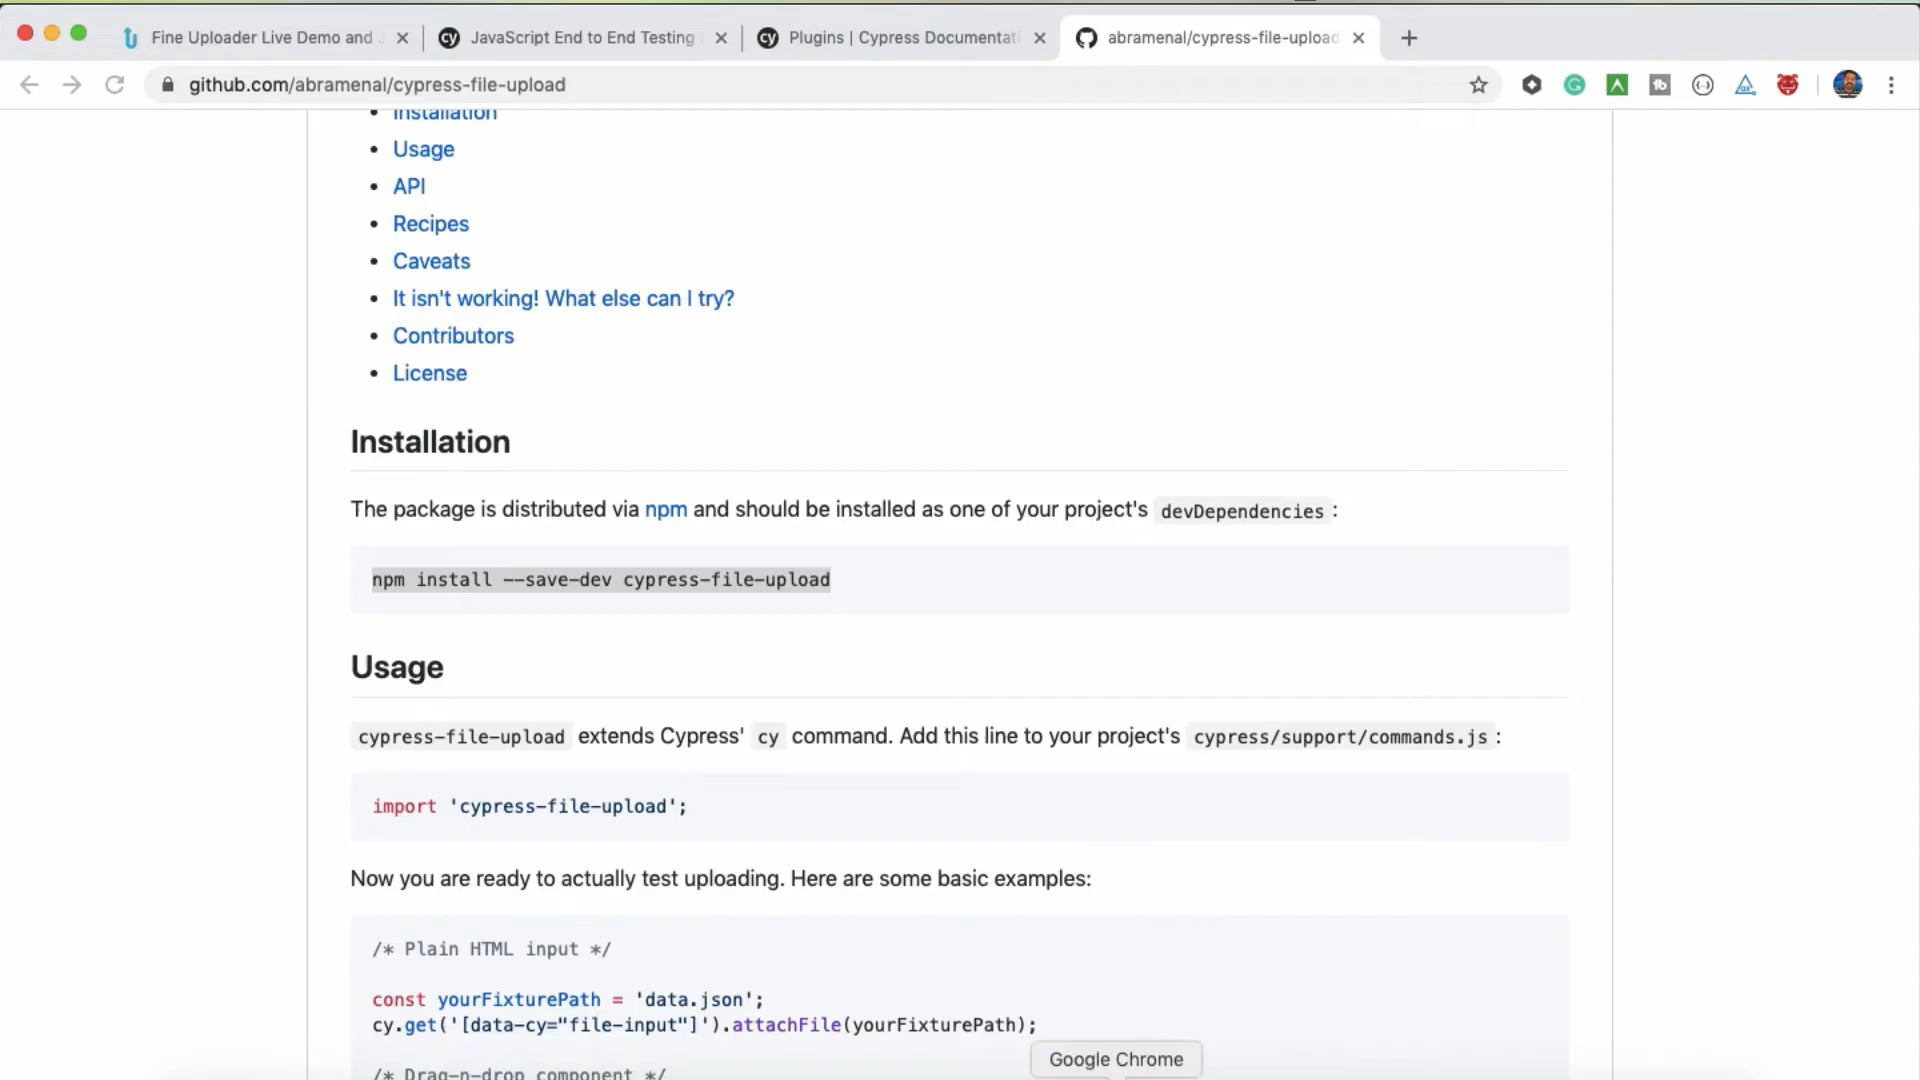 Fine Uploader Live Demo and
JavaScript End to End Testing
Plugins | Cypress Documentati
abramenal/cypress-file-upload
github.com/abramenal/cypress-file-upload
Installation
Usage
API
Recipes
Caveats
It isn't working! What else can I try?
Contributors
License
Installation
The package is distributed via npm and should be installed as one of your project's devDependencies :
npm install --save-dev cypress-file-upload
Usage
cypress-file-upload extends Cypress' cy command. Add this line to your project's cypress/support/commands.js :
import 'cypress-file-upload';
Now you are ready to actually test uploading. Here are some basic examples:
/* Plain HTML input */
const yourFixturePath = 'data.json';
cy.get('[data-cy="file-input"]').attachFile(yourFixturePath);
/* Drag-n-drop component */
Google Chrome